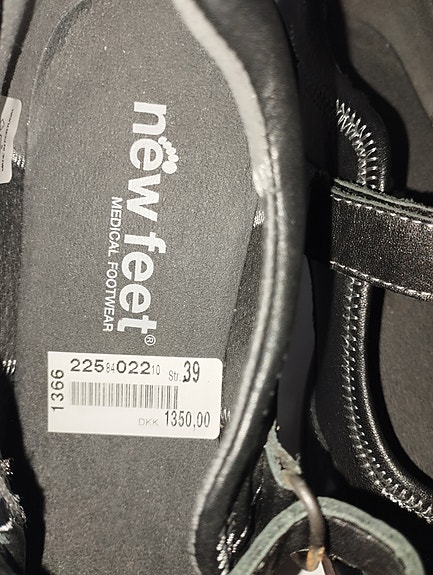 new feet®
MEDICAL FOOTWEAR
1366
225 84 022 10 Str. 39
DKK 1350,00